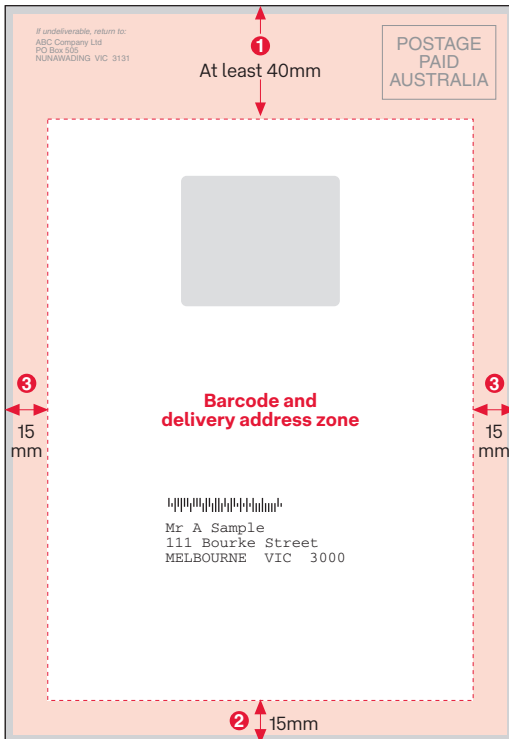 If undeliverable, return to:
ABC Company Ltd
PO Box 505
NUNAWADING VIC 3131
1
At least 40mm
POSTAGE
PAID
AUSTRALIA
3
15
mm
3
15
mm
Barcode and
delivery address zone
Mr A Sample
111 Bourke Street
MELBOURNE VIC 3000
2
15mm